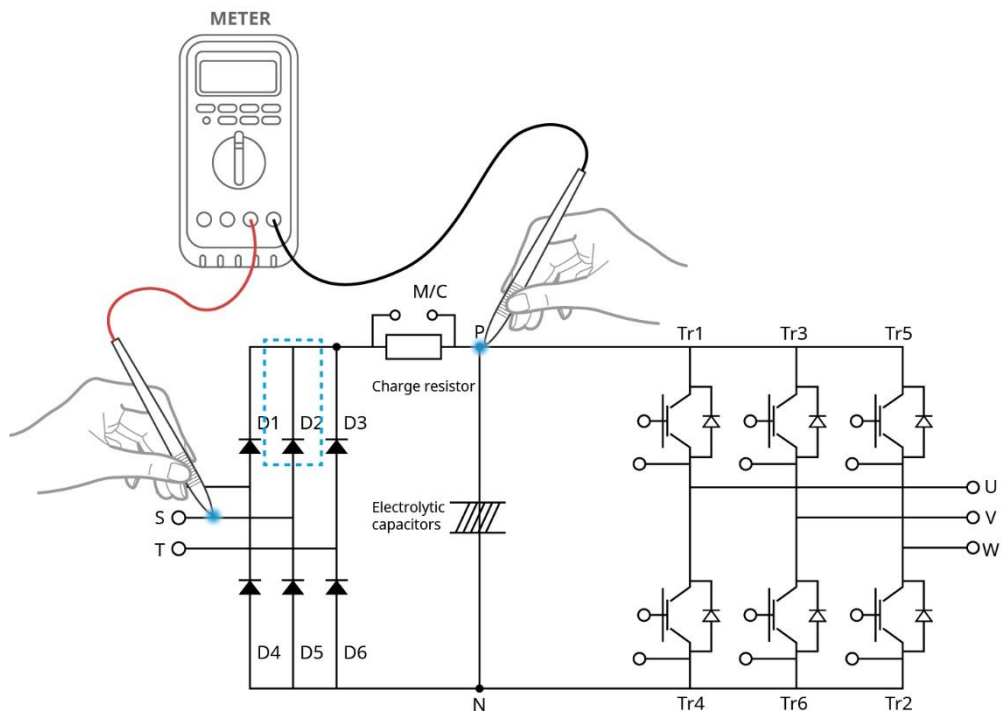 METER
M/C
P
Tr1
Tr3
Tr5
Charge resistor
D1
D2
D3
Electrolytic
capacitors
S
T
U
V
W
D4
D5
D6
N
Tr4
Tr6
Tr2